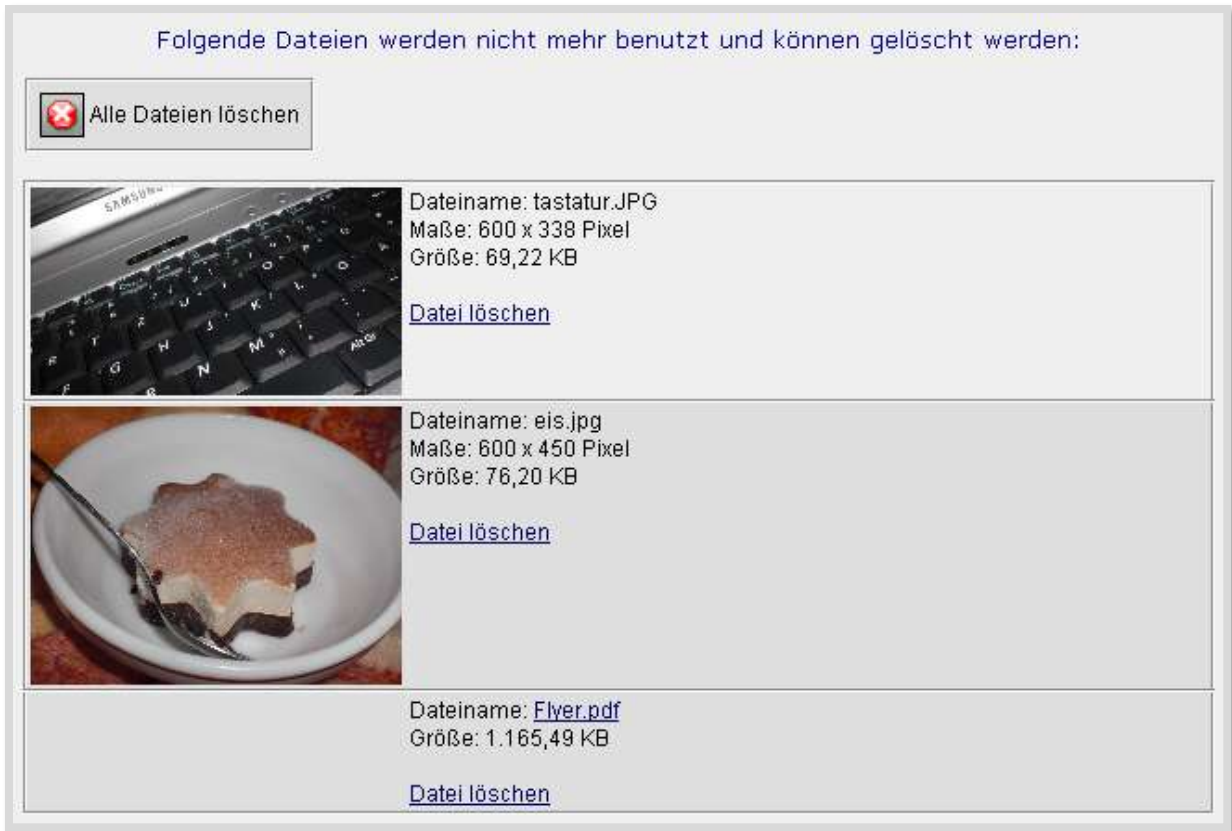 Folgende Dateien werden nicht mehr benutzt und können gelöscht werden:
Alle Dateien löschen
SAMSUNG
Dateiname: tastatur.JPG
Maße: 600 x 338 Pixel
Größe: 69,22 KB
Datei löschen
Dateiname: eis.jpg
Maße: 600 x 450 Pixel
Größe: 76,20 KB
Datei löschen
Dateiname: Flyer.pdf
Größe: 1.165,49 KB
Datei löschen